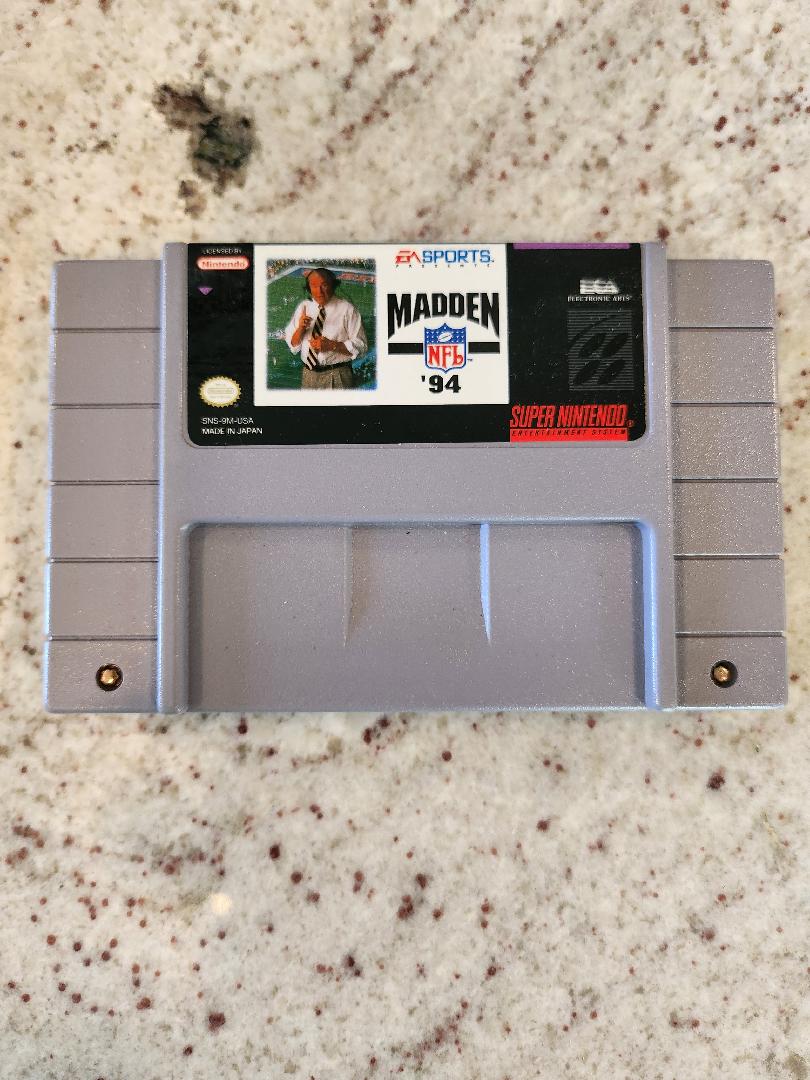 LICENSED BY
Nintendo
EA SPORTS™
PRESENTS
MADDEN
NFL
'94
ELECTRONIC ARTS®
SNS-9M-USA
MADE IN JAPAN
SUPER NINTENDO®
ENTERTAINMENT SYSTEM